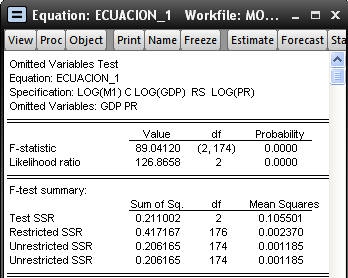 Equation: ECUACION_1 Workfile: MO...
View Proc Object Print Name Freeze Estimate Forecast Sta
Omitted Variables Test
Equation: ECUACION_1
Specification: LOG(M1) C LOG(GDP) RS LOG(PR)
Omitted Variables: GDP PR
Value df Probability
F-statistic 89.04120 (2, 174) 0.0000
Likelihood ratio 126.8658 2 0.0000
F-test summary:
Sum of Sq. df Mean Squares
Test SSR 0.211002 2 0.105501
Restricted SSR 0.417167 176 0.002370
Unrestricted SSR 0.206165 174 0.001185
Unrestricted SSR 0.206165 174 0.001185